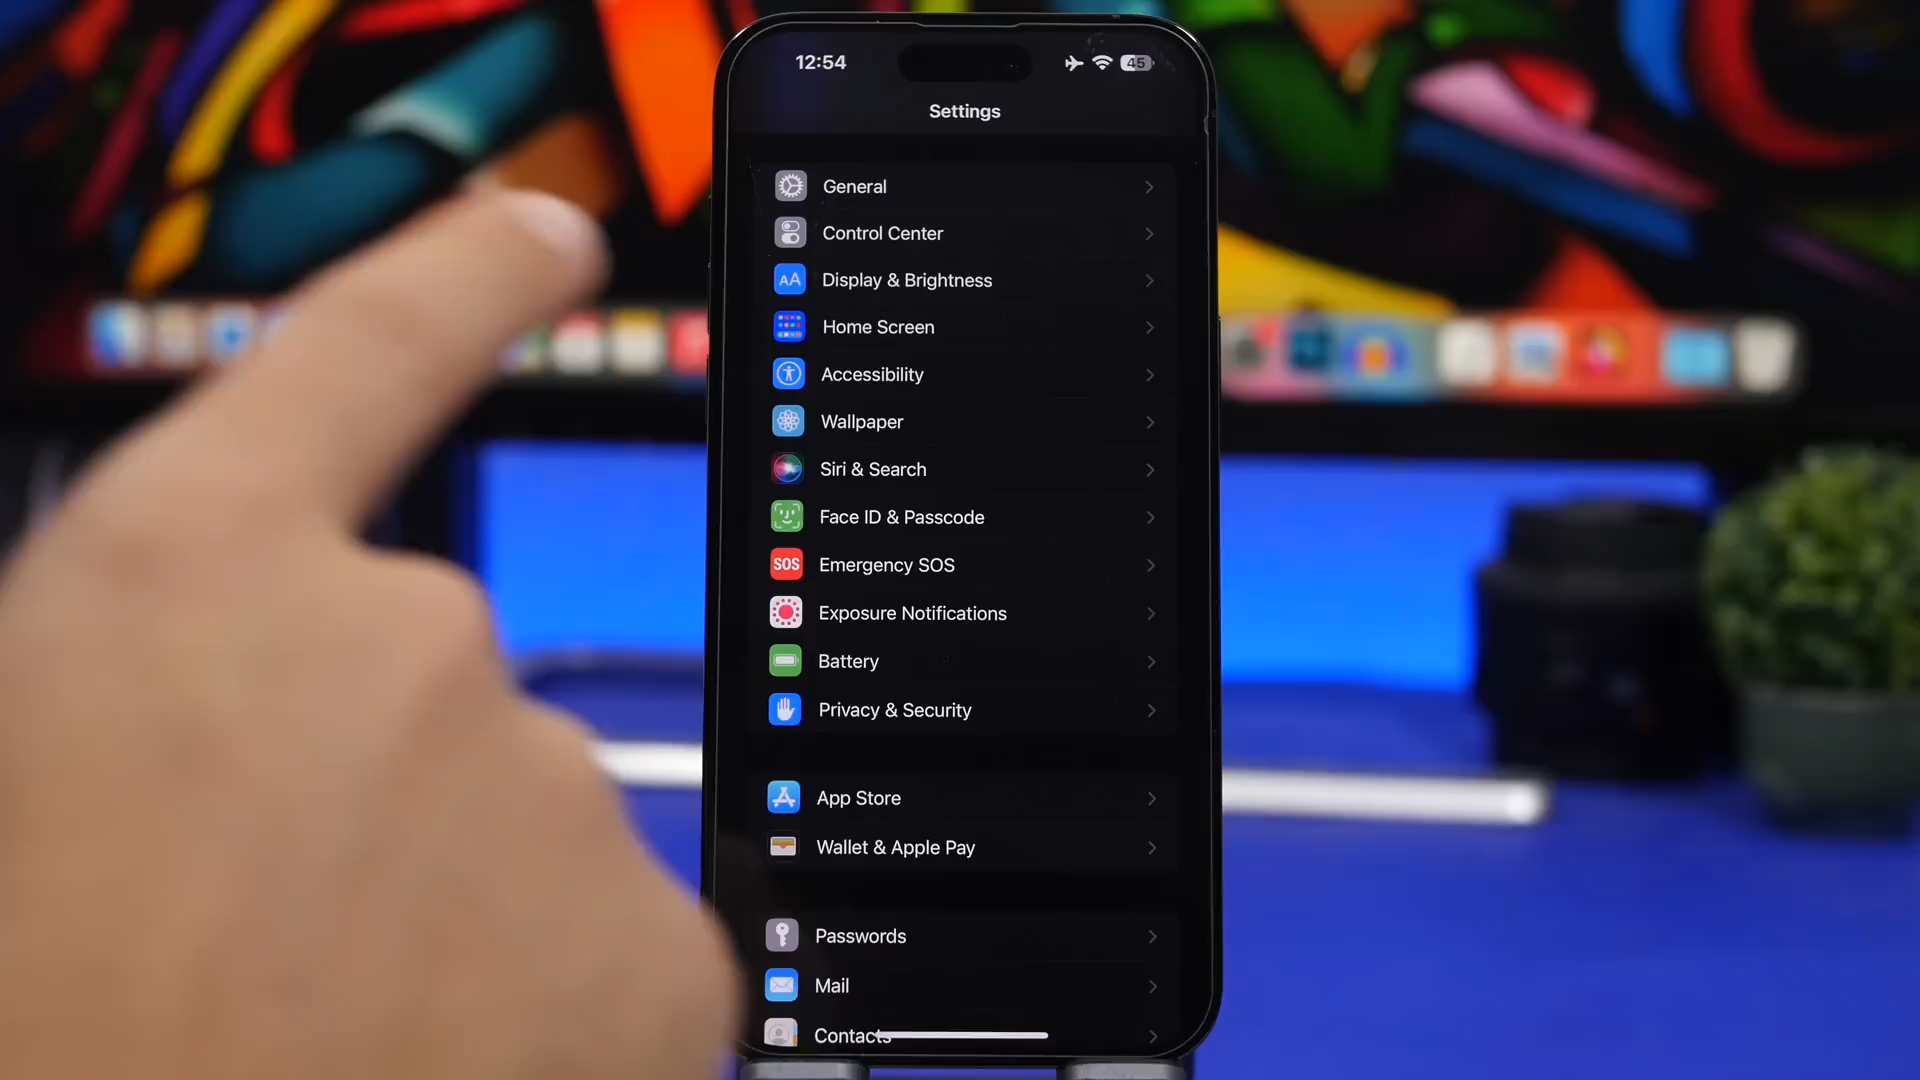 12:54
45
Settings
General
Control Center
AA
Display & Brightness
Home Screen
Accessibility
Wallpaper
Siri & Search
Face ID & Passcode
SOS
Emergency SOS
Exposure Notifications
Battery
Privacy & Security
App Store
Wallet & Apple Pay
Passwords
Mail
Contacts